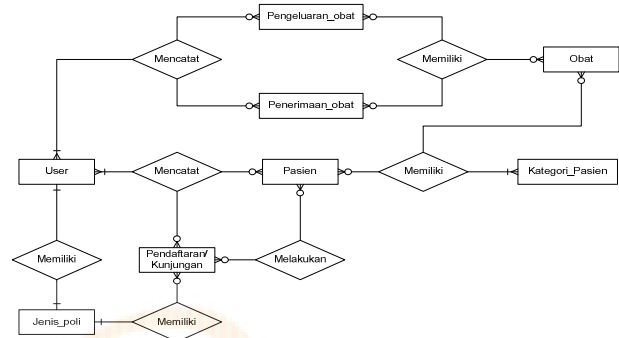 Pengeluaran_obat
Mencatat
Memiliki
Obat
Penerimaan_obat
User
Mencatat
Pasien
Memiliki
Kategori_Pasien
Memiliki
Pendaftaran/
Kunjungan
Melakukan
Jenis_poli
Memiliki